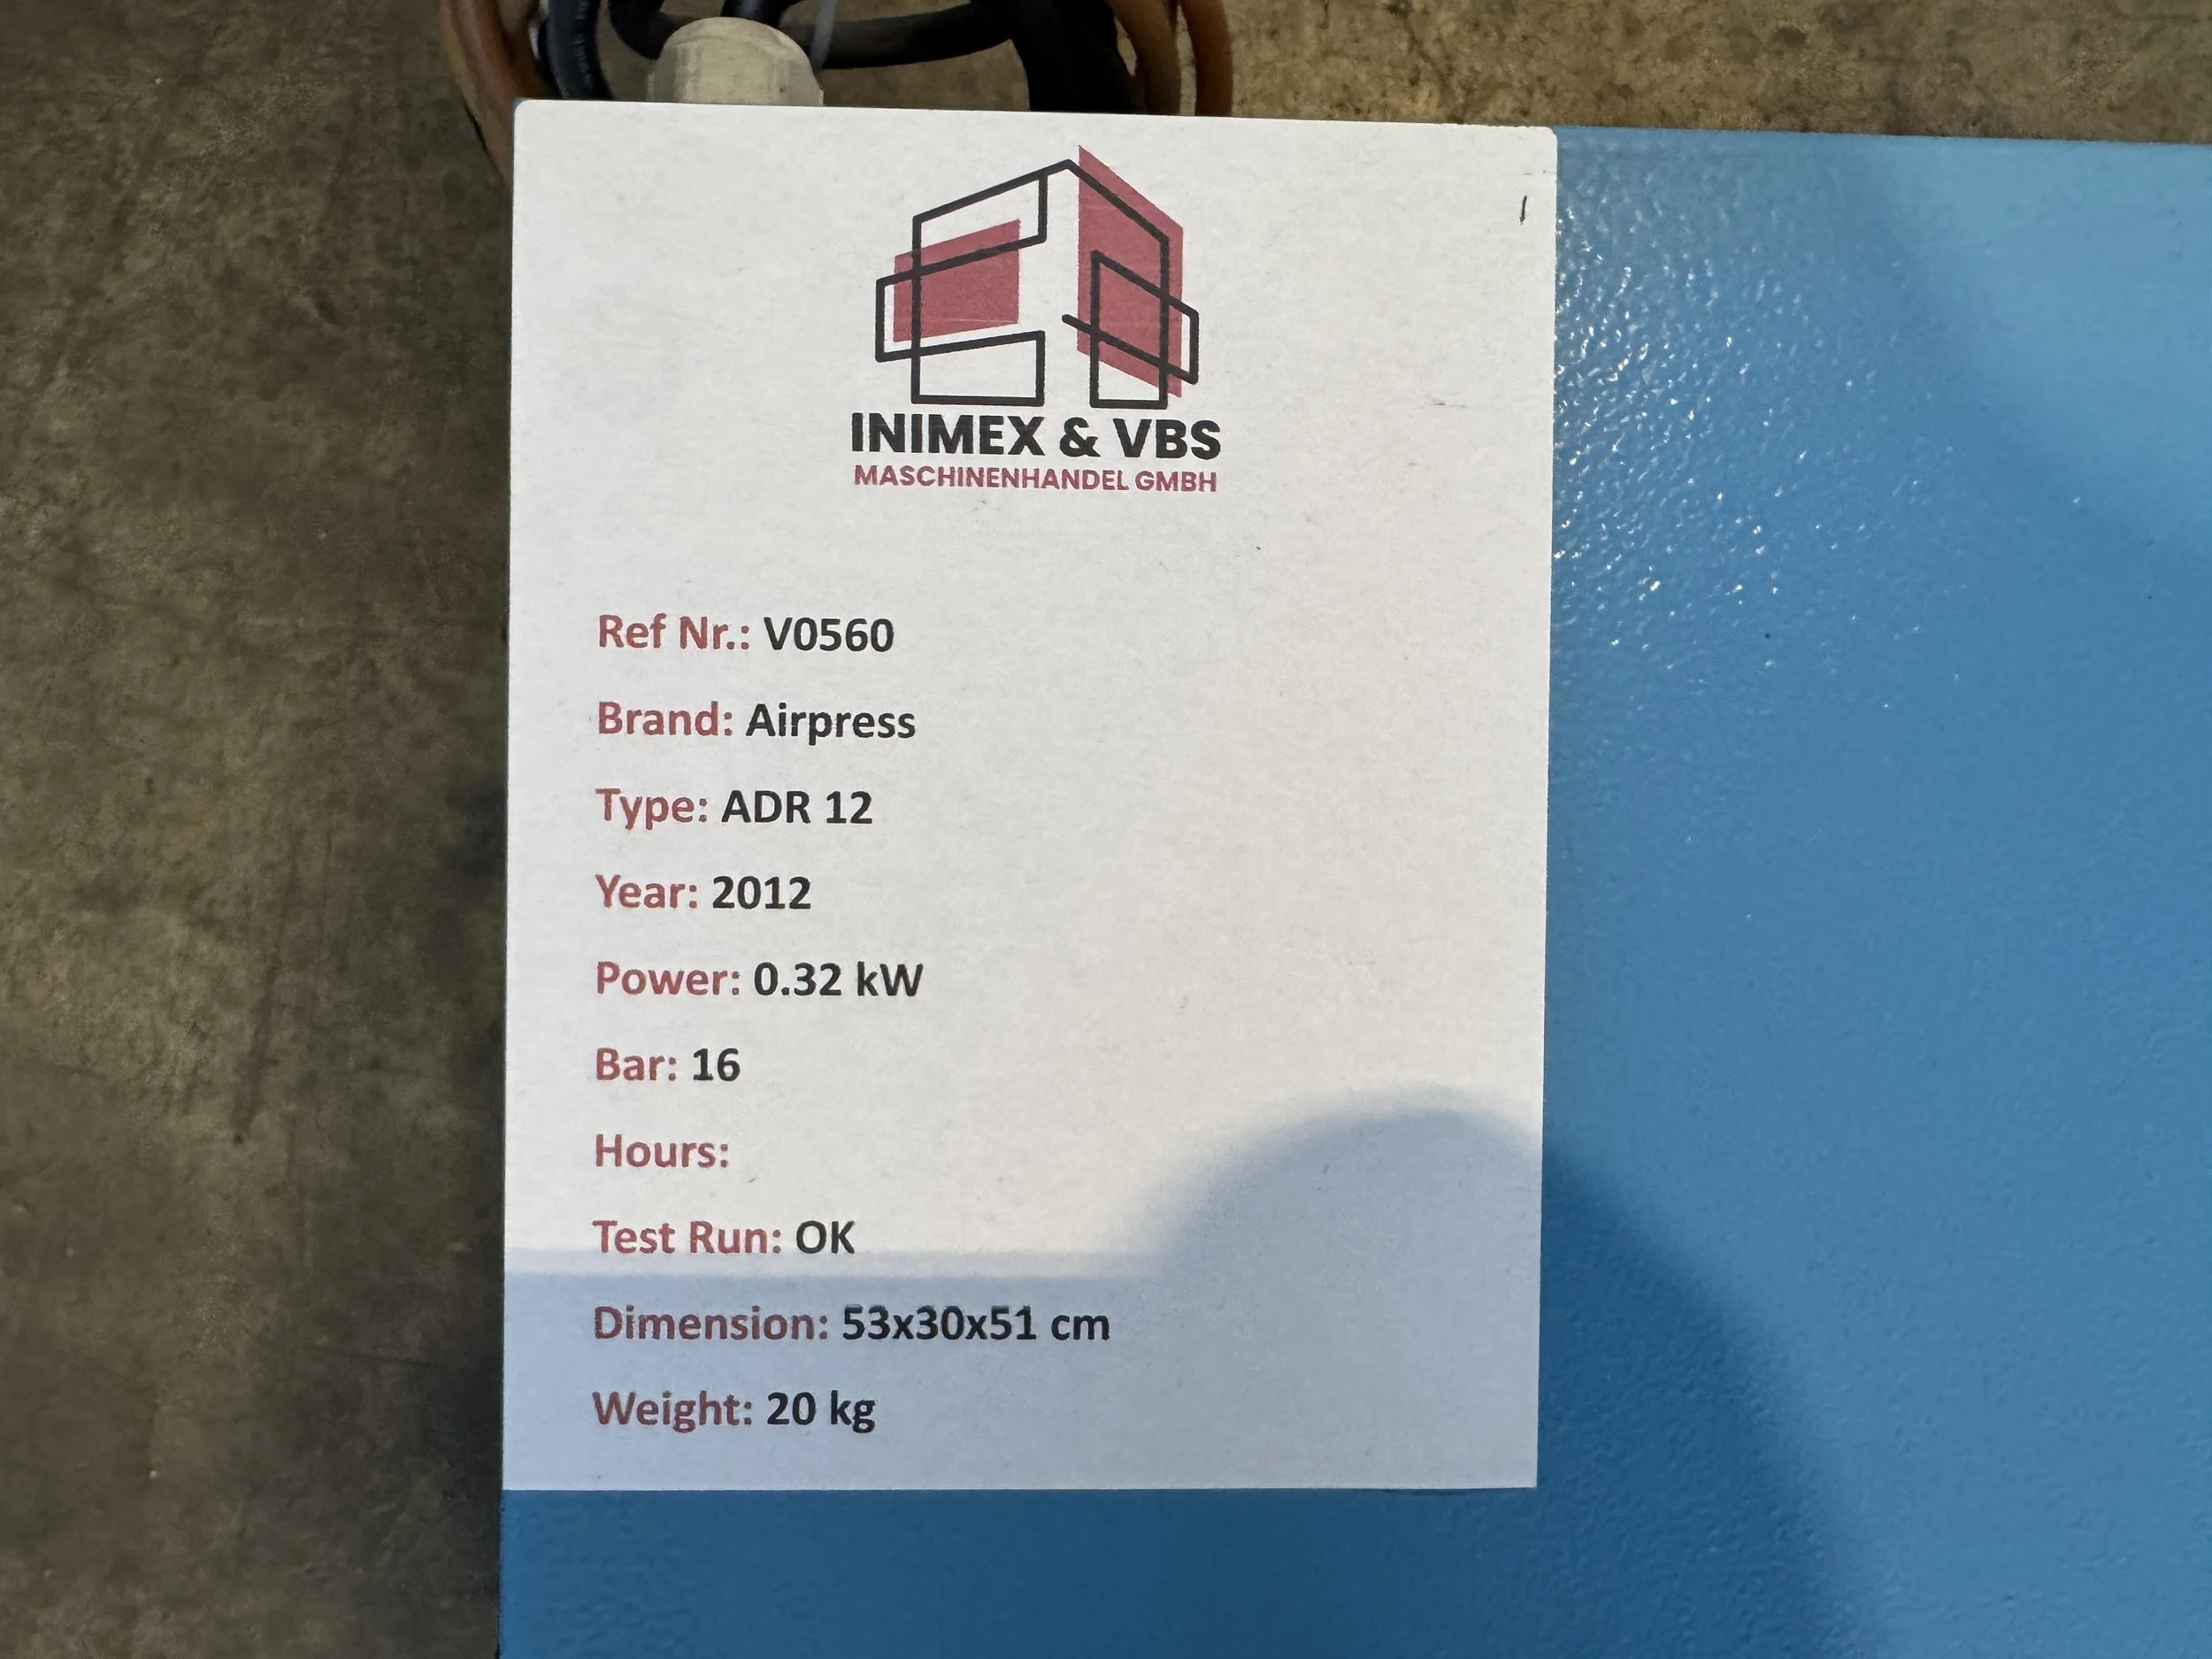 INIMEX & VBS
MASCHINENHANDEL GMBH
Ref Nr.: V0560
Brand: Airpress
Type: ADR 12
Year: 2012
Power: 0.32 kW
Bar: 16
Hours:
Test Run: OK
Dimension: 53x30x51 cm
Weight: 20 kg